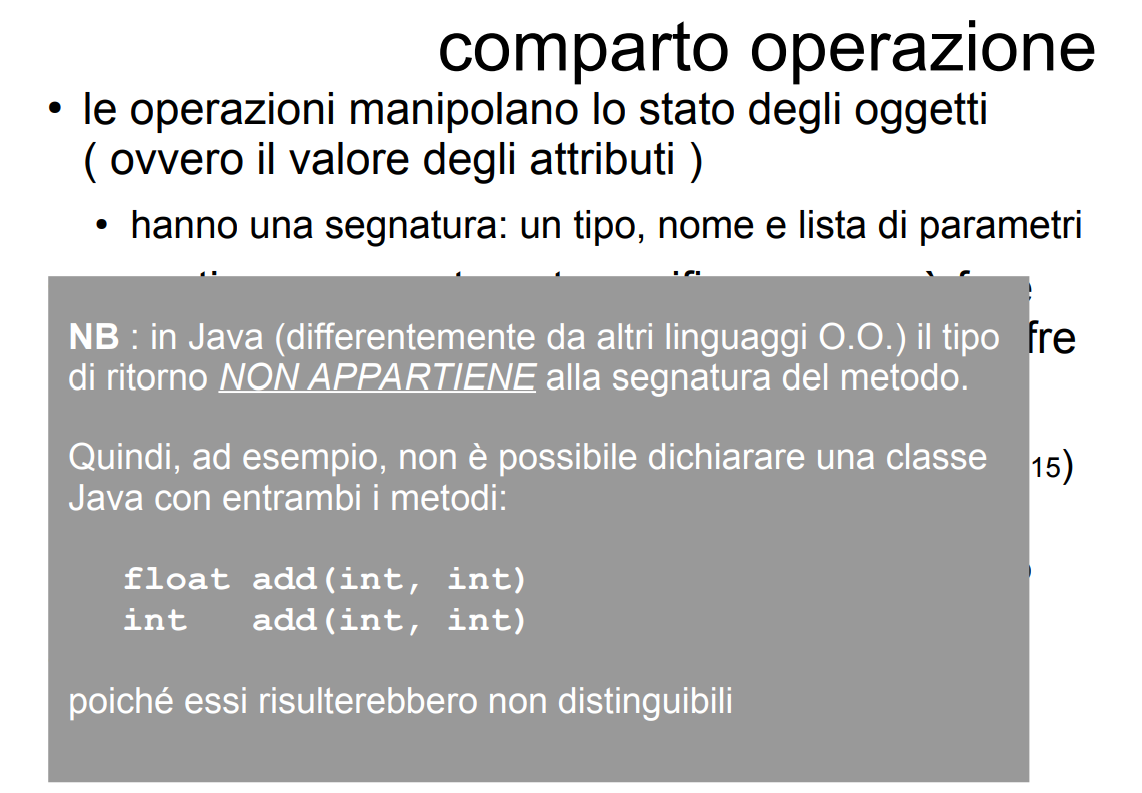 comparto operazione
• le operazioni manipolano lo stato degli oggetti
( ovvero il valore degli attributi )
• hanno una segnatura: un tipo, nome e lista di parametri
NB : in Java (differentemente da altri linguaggi O.O.) il tipo
di ritorno NON APPARTIENE alla segnatura del metodo.
fre
Quindi, ad esempio, non è possibile dichiarare una classe
Java con entrambi i metodi:
15)
float add(int, int)
int add(int, int)
poiché essi risulterebbero non distinguibili